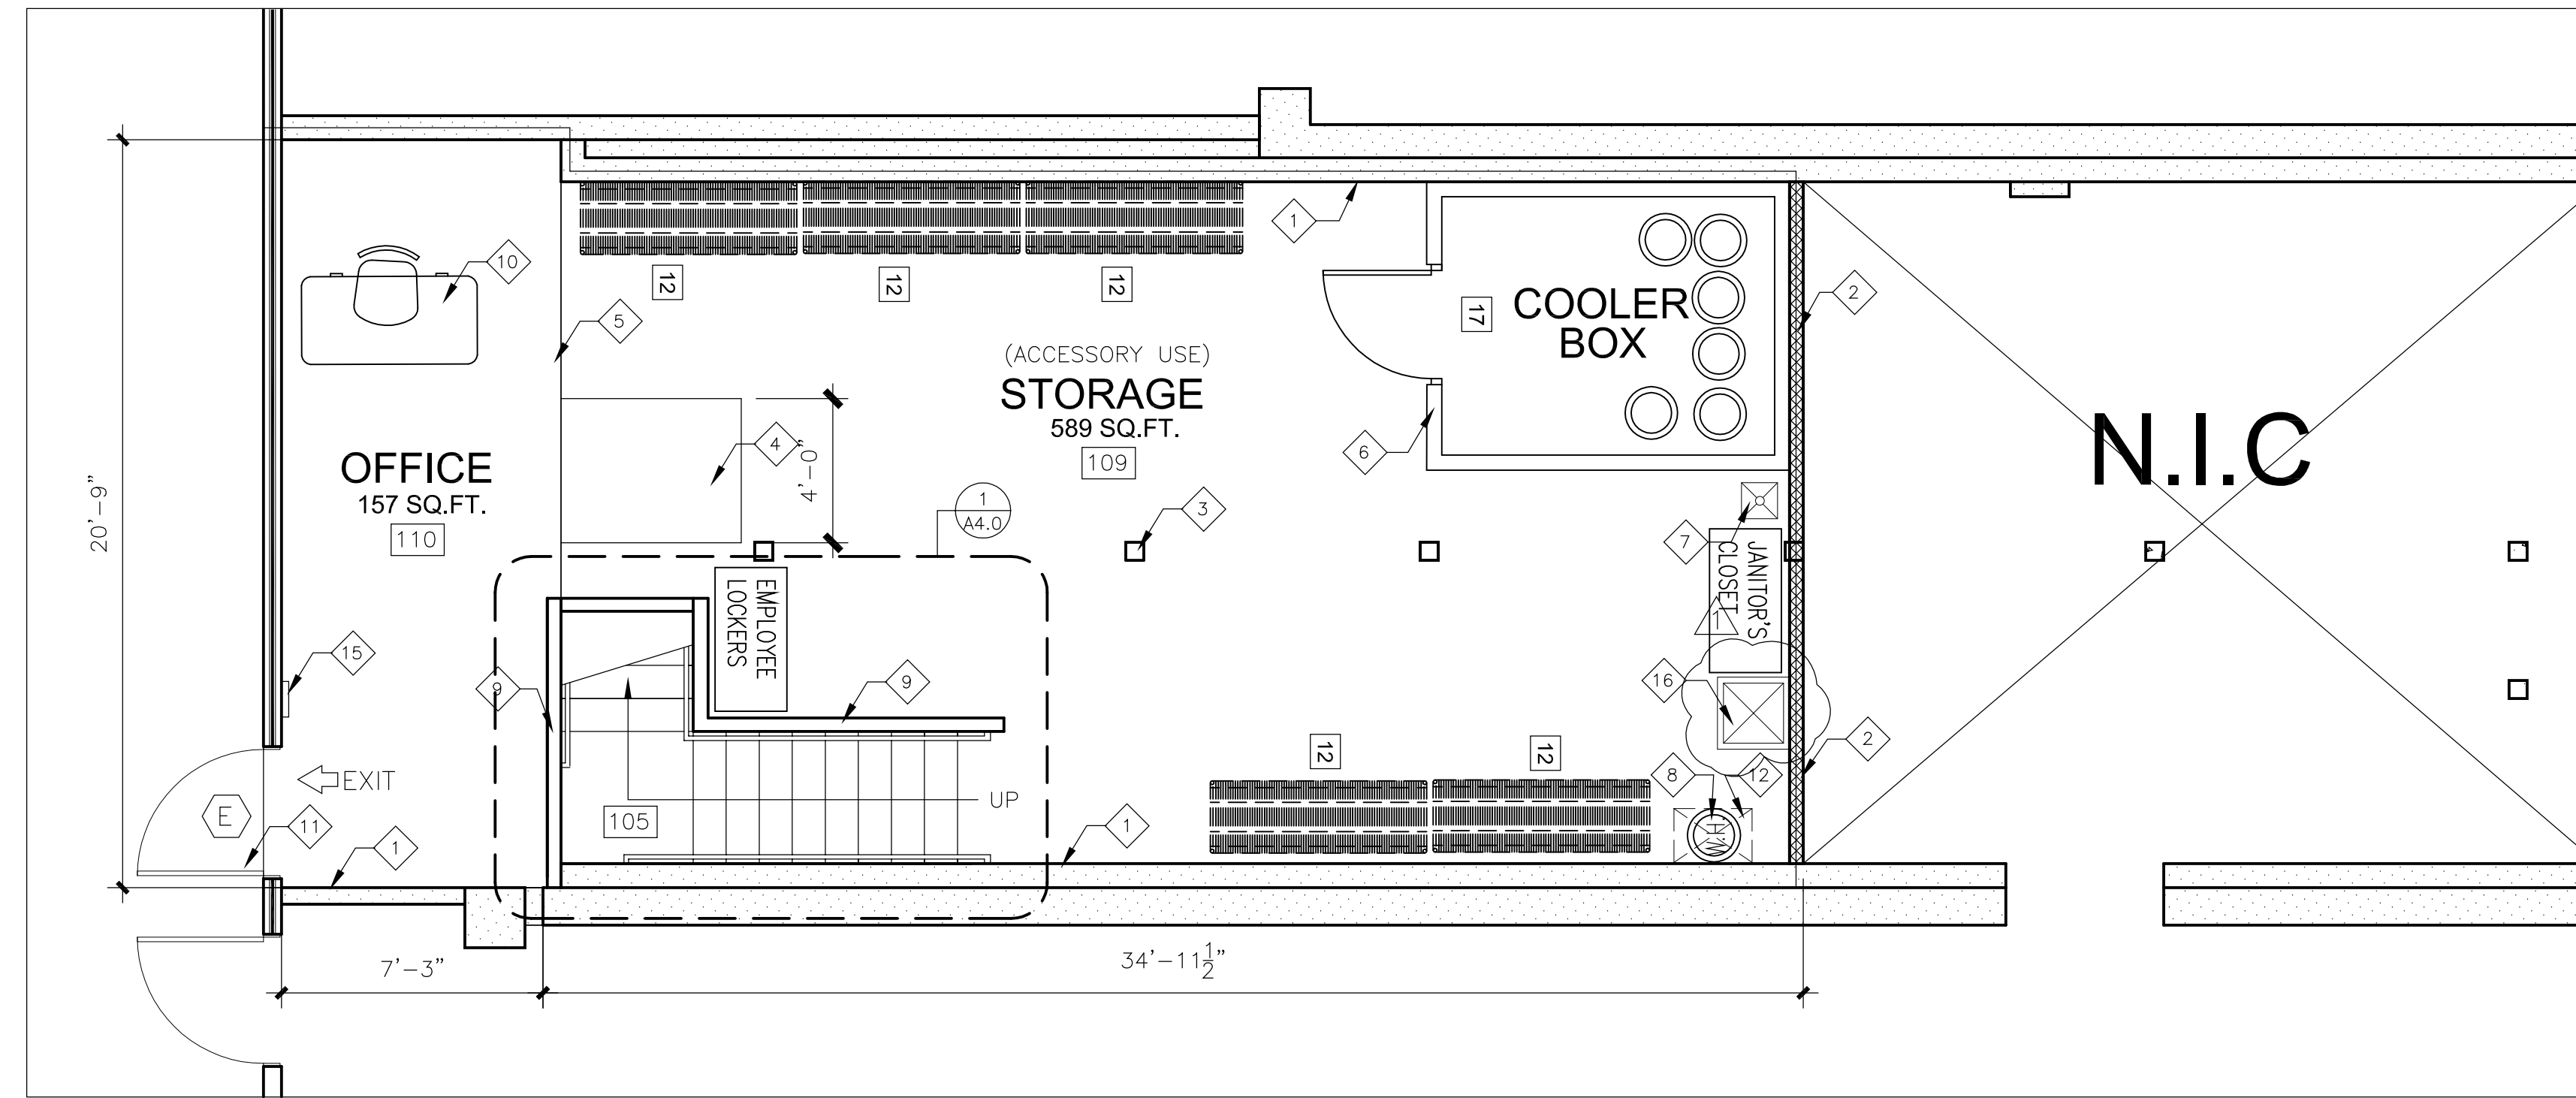 1
10
2
12
12
12
5
17
COOLER
BOX
(ACCESSORY USE)
STORAGE
589 SQ.FT.
109
4
4'-0"
6
N.I.C
OFFICE
157 SQ.FT.
110
20'-9"
1
A4.0
3
7
JANITOR'S
CLOSET
1
EMPLOYEE
LOCKERS
15
9
9
16
2
12
12
8
12
EXIT
UP
E
105
11
1
1
H.W.
7'-3"
34'-11 1/2"